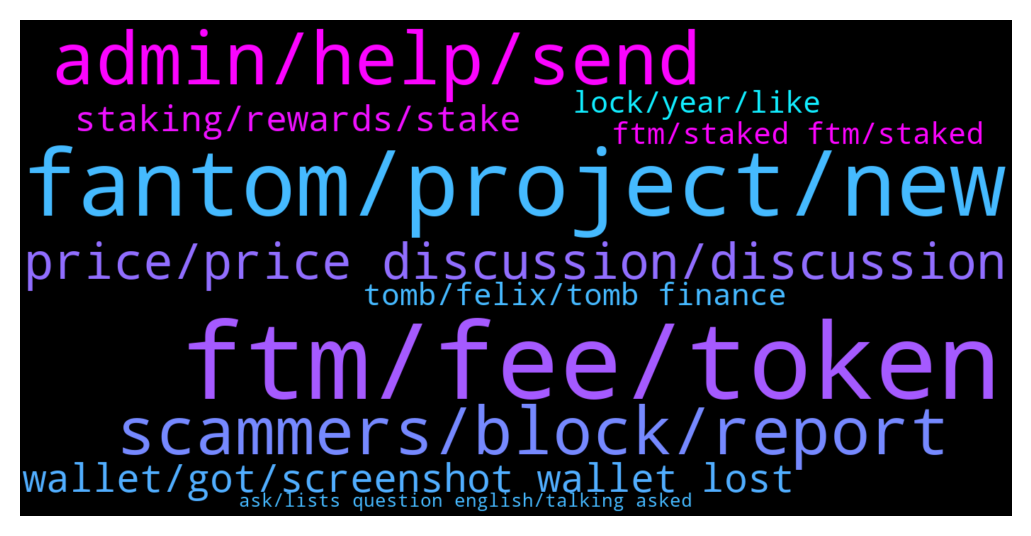 admin/help/send
lock/year/like
staking/rewards/stake
ftm/staked ftm/staked
fantom/project/new
price/price discussion/discussion
tomb/felix/tomb finance
ftm/fee/token
scammers/block/report
wallet/got/screenshot wallet lost
ask/lists question english/talking asked